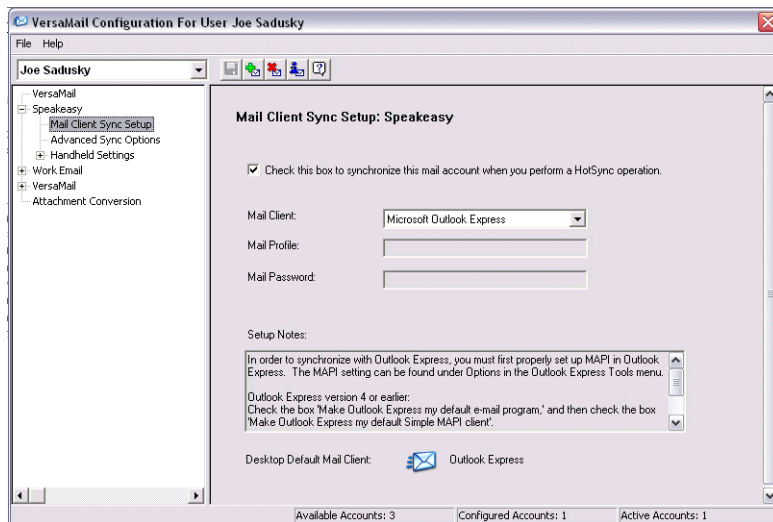 VersaMail Configuration For User Joe Sadusky
File Help
Joe Sadusky
VersaMail
Speakeasy
Mail Client Sync Setup
Advanced Sync Options
Handheld Settings
Work Email
VersaMail
Attachment Conversion
Mail Client Sync Setup: Speakeasy
Check this box to synchronize this mail account when you perform a HotSync operation.
Mail Client: Microsoft Outlook Express
Mail Profile:
Mail Password:
Setup Notes:
In order to synchronize with Outlook Express, you must first properly set up MAPI in Outlook
Express. The MAPI setting can be found under Options in the Outlook Express Tools menu.
Outlook Express version 4 or earlier:
Check the box 'Make Outlook Express my default e-mail program,' and then check the box
'Make Outlook Express my default Simple MAPI client'.
Desktop Default Mail Client: Outlook Express
Available Accounts: 3 Configured Accounts: 1 Active Accounts: 1